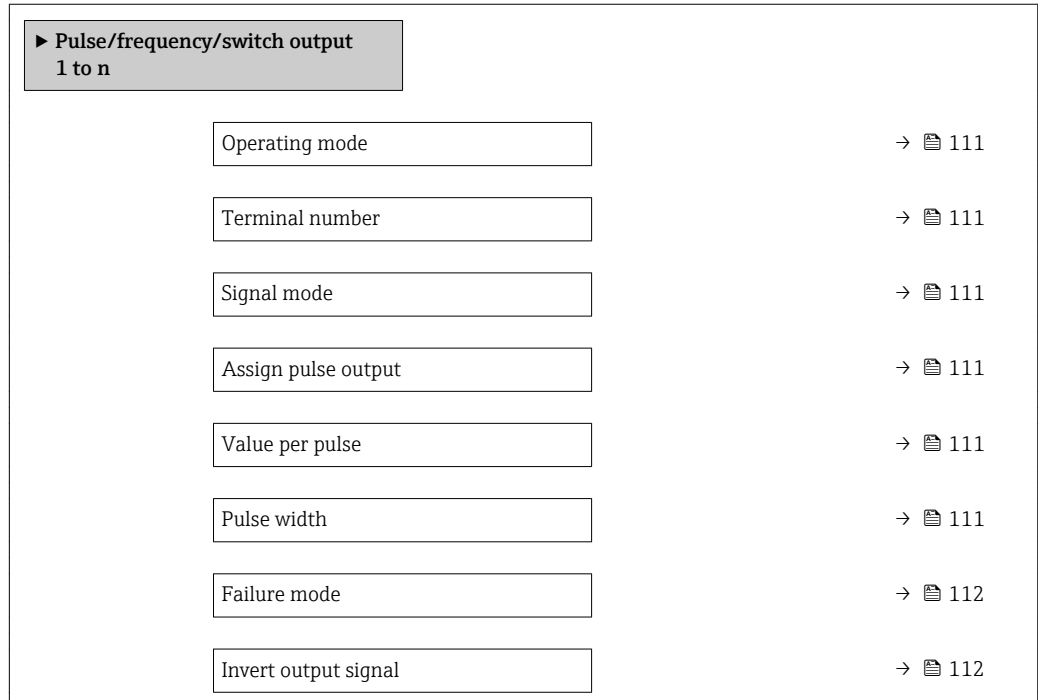 ▶ Pulse/frequency/switch output
1 to n
Operating mode → 111
Terminal number → 111
Signal mode → 111
Assign pulse output → 111
Value per pulse → 111
Pulse width → 111
Failure mode → 112
Invert output signal → 112